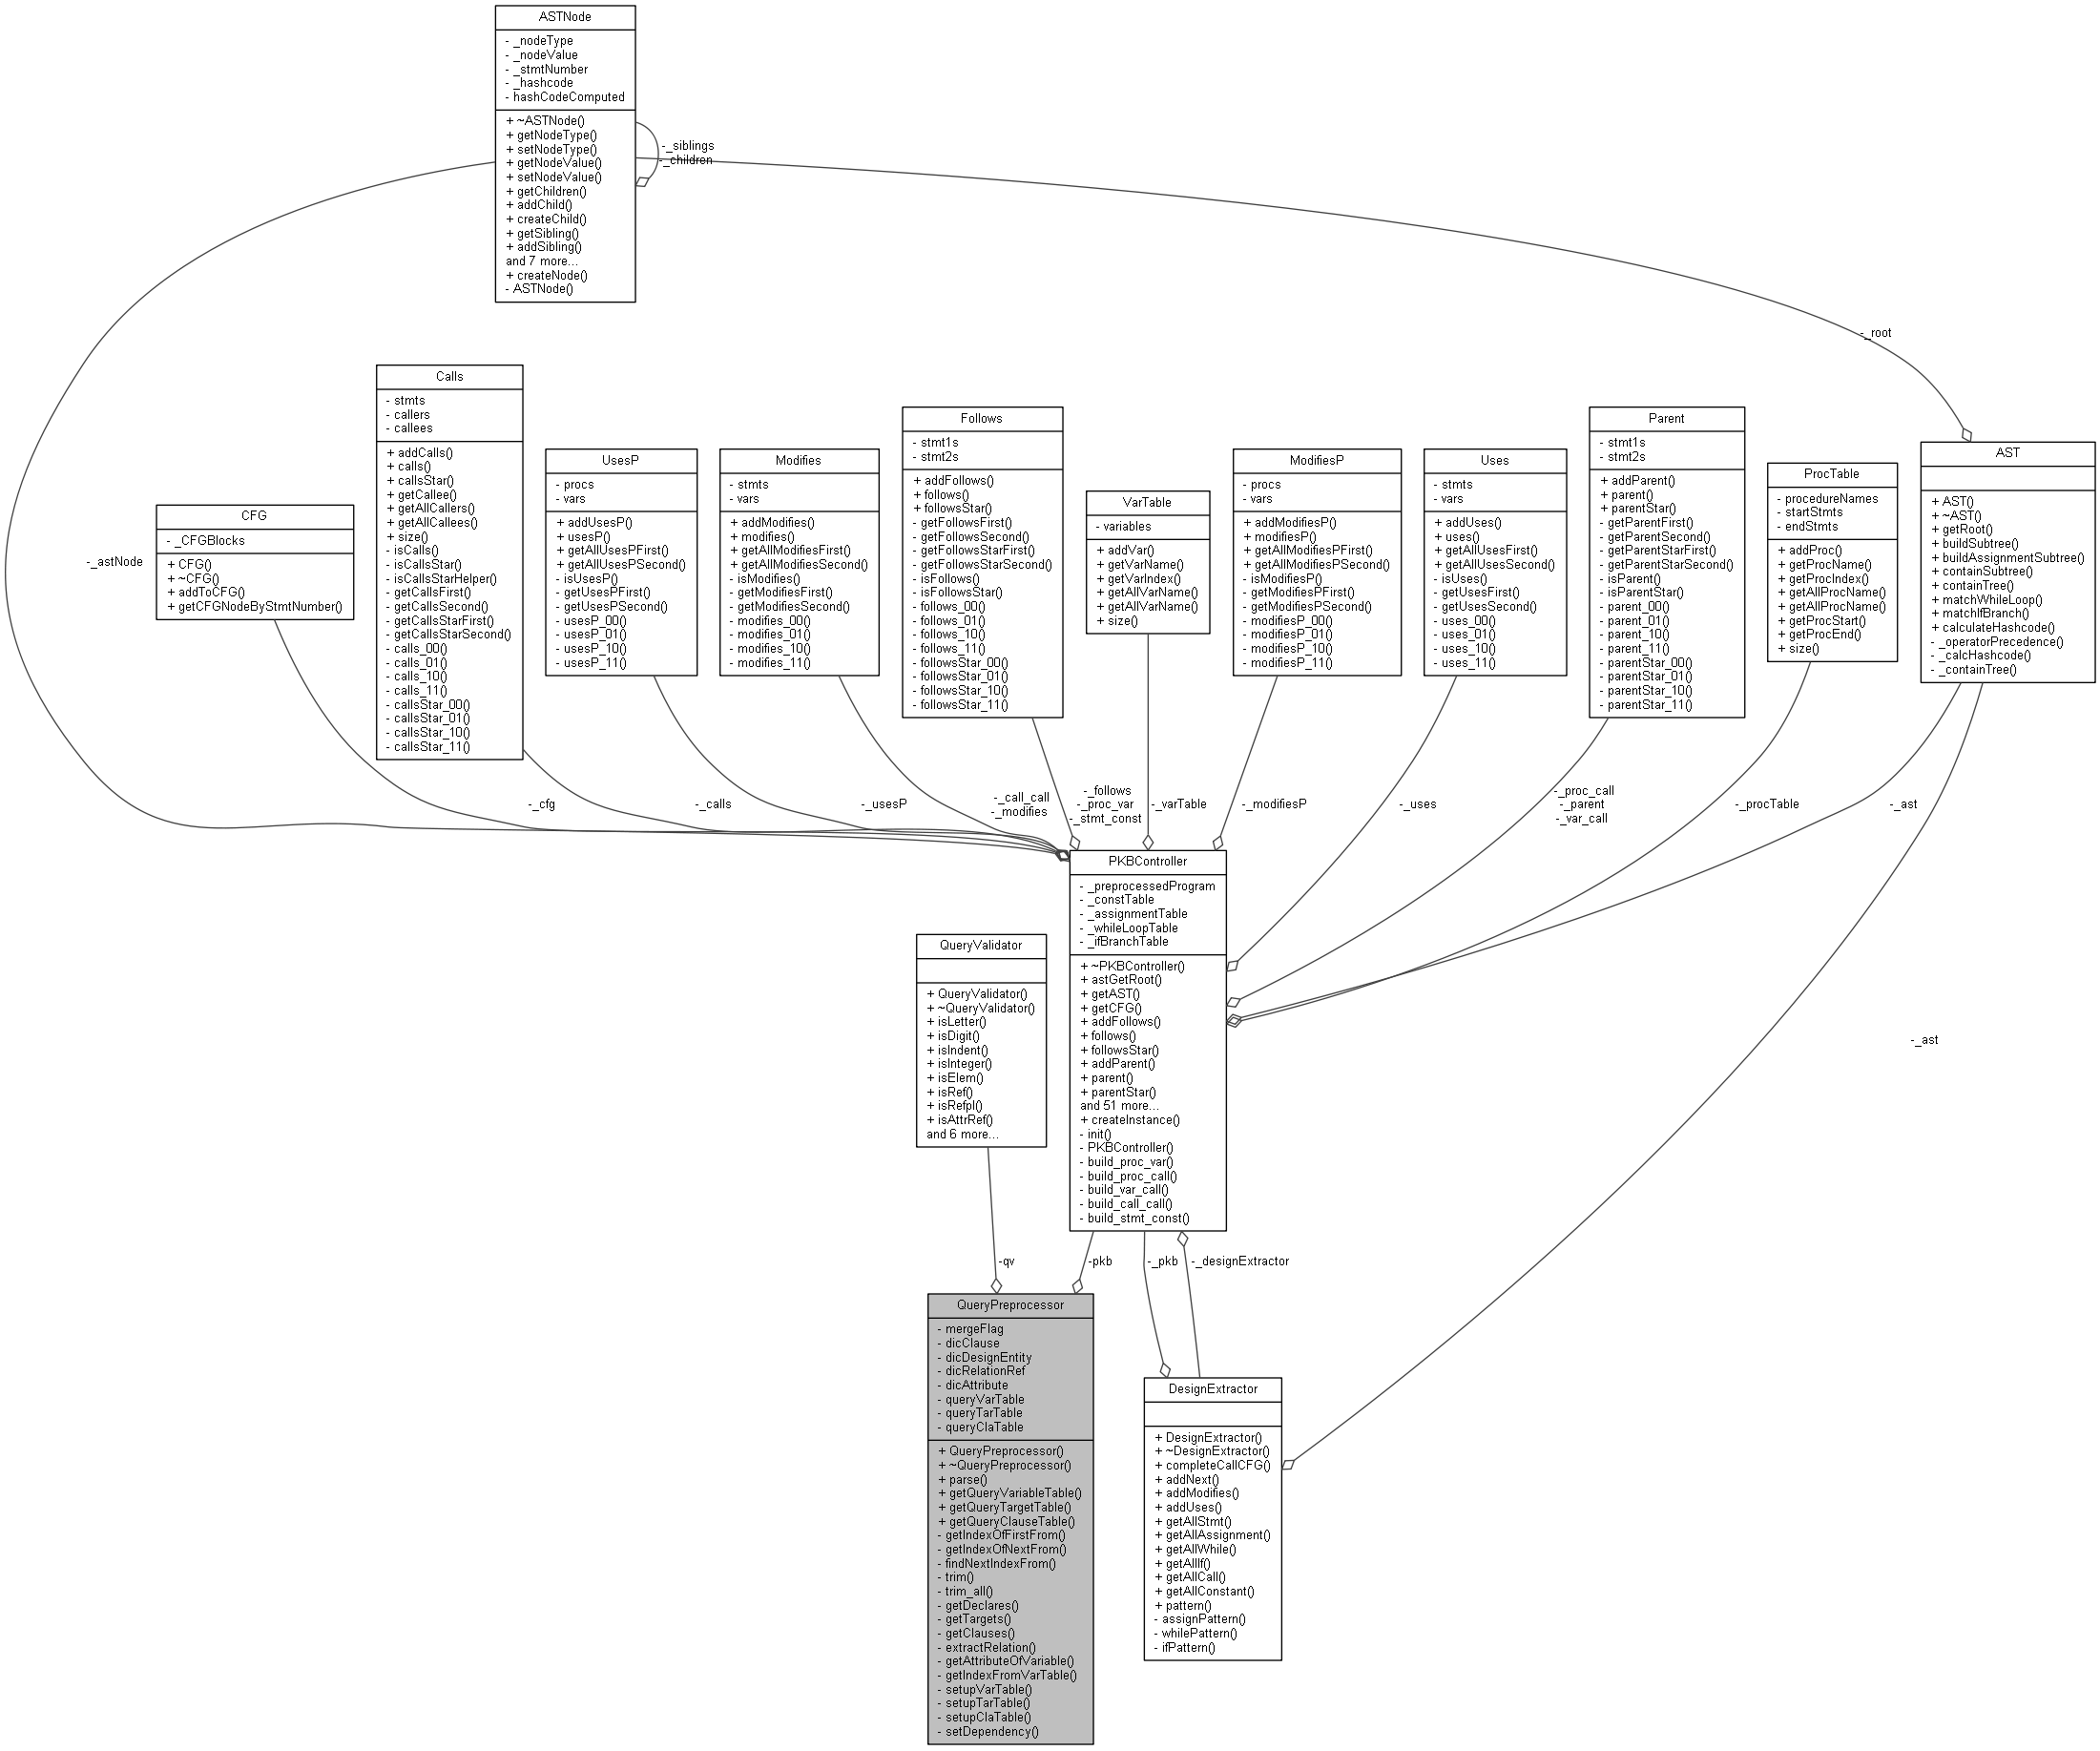 ASTNode
- _nodeType
- _nodeValue
- _stmtNumber
- _hashcode
- hashCodeComputed
+ ~ASTNode()
+ getNodeType()
+ setNodeType()
+ getNodeValue()
+ setNodeValue()
+ getChildren()
+ addChild()
+ createChild()
+ getSibling()
+ addSibling()
and 7 more...
+ createNode()
- ASTNode()
-_siblings
-_children
-_root
-_astNode
CFG
- _CFGBlocks
+ CFG()
+ ~CFG()
+ addToCFG()
+ getCFGNodeByStmtNumber()
Calls
- stmts
- callers
- callees
+ addCalls()
+ calls()
+ callsStar()
+ getCallee()
+ getAllCallers()
+ getAllCallees()
+ size()
- isCalls()
- isCallsStar()
- isCallsStarHelper()
- getCallsFirst()
- getCallsSecond()
- getCallsStarFirst()
- getCallsStarSecond()
- calls_00()
- calls_01()
- calls_10()
- calls_11()
- callsStar_00()
- callsStar_01()
- callsStar_10()
- callsStar_11()
UsesP
- procs
- vars
+ addUsesP()
+ usesP()
+ getAllUsesPFirst()
+ getAllUsesPSecond()
- isUsesP()
- getUsesPFirst()
- getUsesPSecond()
- usesP_00()
- usesP_01()
- usesP_10()
- usesP_11()
Modifies
- stmts
- vars
+ addModifies()
+ modifies()
+ getAllModifiesFirst()
+ getAllModifiesSecond()
- isModifies()
- getModifiesFirst()
- getModifiesSecond()
- modifies_00()
- modifies_01()
- modifies_10()
- modifies_11()
Follows
- stmt1s
- stmt2s
+ addFollows()
+ follows()
+ followsStar()
- getFollowsFirst()
- getFollowsSecond()
- getFollowsStarFirst()
- getFollowsStarSecond()
- isFollows()
- isFollowsStar()
- follows_00()
- follows_01()
- follows_10()
- follows_11()
- followsStar_00()
- followsStar_01()
- followsStar_10()
- followsStar_11()
VarTable
- variables
+ addVar()
+ getVarName()
+ getVarIndex()
+ getAllVarName()
+ getAllVarName()
+ size()
ModifiesP
- procs
- vars
+ addModifiesP()
+ modifiesP()
+ getAllModifiesPFirst()
+ getAllModifiesPSecond()
- isModifiesP()
- getModifiesPFirst()
- getModifiesPSecond()
- modifiesP_00()
- modifiesP_01()
- modifiesP_10()
- modifiesP_11()
Uses
- stmts
- vars
+ addUses()
+ uses()
+ getAllUsesFirst()
+ getAllUsesSecond()
- isUses()
- getUsesFirst()
- getUsesSecond()
- uses_00()
- uses_01()
- uses_10()
- uses_11()
Parent
- stmt1s
- stmt2s
+ addParent()
+ parent()
+ parentStar()
- getParentFirst()
- getParentSecond()
- getParentStarFirst()
- getParentStarSecond()
- isParent()
- isParentStar()
- parent_00()
- parent_01()
- parent_10()
- parent_11()
- parentStar_00()
- parentStar_01()
- parentStar_10()
- parentStar_11()
ProcTable
- procedureNames
- startStmts
- endStmts
+ addProc()
+ getProcName()
+ getProcIndex()
+ getAllProcName()
+ getAllProcName()
+ getProcStart()
+ getProcEnd()
+ size()
AST
+ AST()
+ ~AST()
+ getRoot()
+ buildSubtree()
+ buildAssignmentSubtree()
+ containSubtree()
+ containTree()
+ matchWhileLoop()
+ matchIfBranch()
+ calculateHashcode()
- _operatorPrecedence()
- _calcHashcode()
- _containTree()
-_cfg
-_calls
-_usesP
-_call_call
-_modifies
-_follows
-_proc_var
-_stmt_const
-_varTable
-_modifiesP
-_uses
-_proc_call
-_parent
-_var_call
-_procTable
-_ast
PKBController
- _preprocessedProgram
- _constTable
- _assignmentTable
- _whileLoopTable
- _ifBranchTable
+ ~PKBController()
+ astGetRoot()
+ getAST()
+ getCFG()
+ addFollows()
+ follows()
+ followsStar()
+ addParent()
+ parent()
+ parentStar()
and 51 more...
+ createInstance()
- init()
- PKBController()
- build_proc_var()
- build_proc_call()
- build_var_call()
- build_call_call()
- build_stmt_const()
QueryValidator
+ QueryValidator()
+ ~QueryValidator()
+ isLetter()
+ isDigit()
+ isIndent()
+ isInteger()
+ isElem()
+ isRef()
+ isRefpl()
+ isAttrRef()
and 6 more...
-_ast
-qv
-pkb
-_pkb
-_designExtractor
QueryPreprocessor
- mergeFlag
- dicClause
- dicDesignEntity
- dicRelationRef
- dicAttribute
- queryVarTable
- queryTarTable
- queryClaTable
+ QueryPreprocessor()
+ ~QueryPreprocessor()
+ parse()
+ getQueryVariableTable()
+ getQueryTargetTable()
+ getQueryClauseTable()
- getIndexOfFirstFrom()
- getIndexOfNextFrom()
- findNextIndexFrom()
- trim()
- trim_all()
- getDeclares()
- getTargets()
- getClauses()
- extractRelation()
- getAttributeOfVariable()
- getIndexFromVarTable()
- setupVarTable()
- setupTarTable()
- setupClaTable()
- setDependency()
DesignExtractor
+ DesignExtractor()
+ ~DesignExtractor()
+ completeCallCFG()
+ addNext()
+ addModifies()
+ addUses()
+ getAllStmt()
+ getAllAssignment()
+ getAllWhile()
+ getAllIf()
+ getAllCall()
+ getAllConstant()
+ pattern()
- assignPattern()
- whilePattern()
- ifPattern()